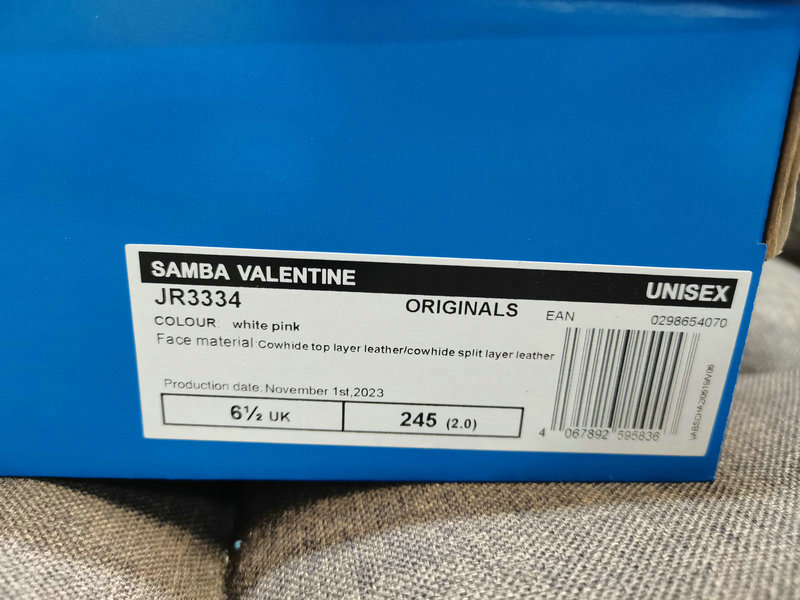 SAMBA VALENTINE
UNISEX
JR3334
ORIGINALS
EAN
0298654070
COLOUR: white pink
Face material:Cowhide top layer leather/cowhide split layer leather
Production date:November 1st,2023
6½ UK
245 (2.0)
4 067892 595836